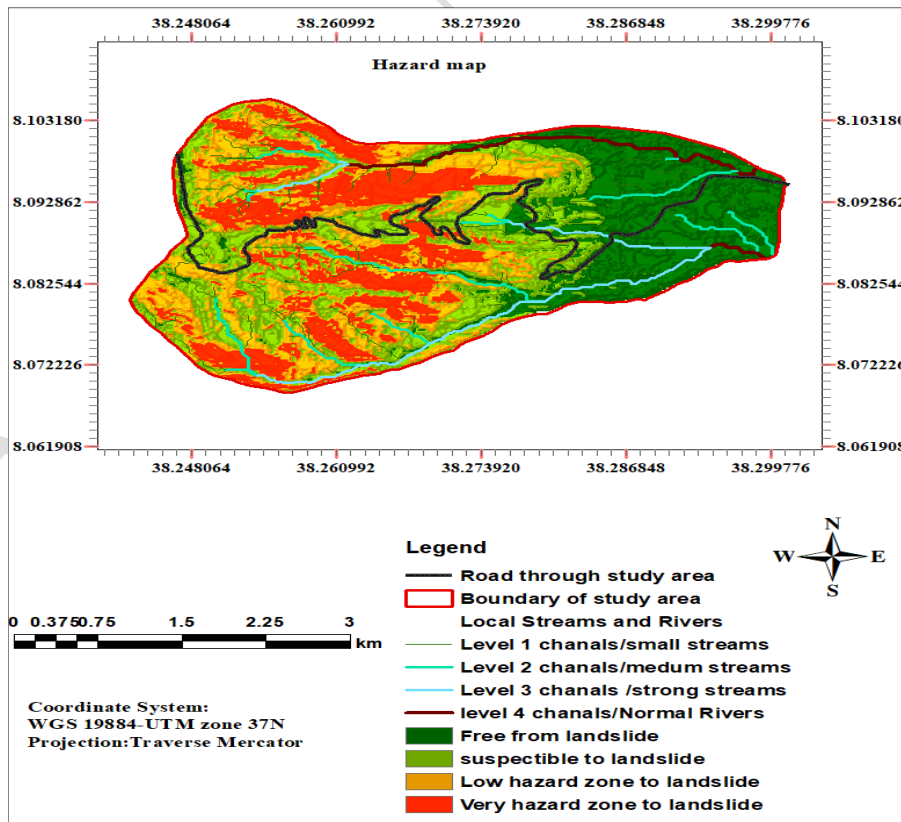 38.248064 38.260992 38.273920 38.286848 38.299776
Hazard map
8.103180 8.103180
8.092862 8.092862
8.082544 8.082544
8.072226 8.072226
8.061908 8.061908
38.248064 38.260992 38.273920 38.286848 38.299776
N
W E
S
Legend
Road through study area
Boundary of study area
Local Streams and Rivers
Level 1 chanals/small streams
Level 2 chanals/medum streams
Level 3 chanals /strong streams
level 4 chanals/Normal Rivers
Free from landslide
suspectible to landslide
Low hazard zone to landslide
Very hazard zone to landslide
0 0.375 0.75 1.5 2.25 3
km
Coordinate System:
WGS 19884-UTM zone 37N
Projection:Traverse Mercator